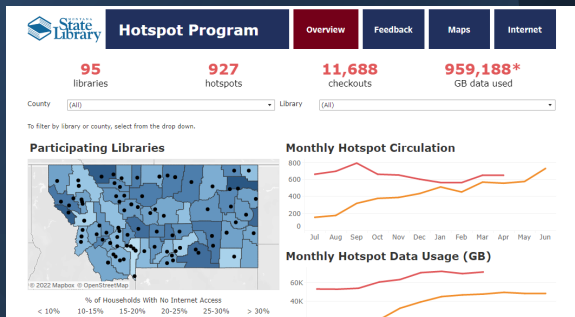 MONTANA
State
Library
Hotspot Program
Overview
Feedback
Maps
Internet
95
libraries
927
hotspots
11,688
checkouts
959,188*
GB data used
County
(All)
Library
(All)
To filter by library or county, select from the drop down.
Participating Libraries
© 2022 Mapbox © OpenStreetMap
% of Households With No Internet Access
< 10% 10-15% 15-20% 20-25% 25-30% > 30%
Monthly Hotspot Circulation
800
600
400
200
0
Jul Aug Sep Oct Nov Dec Jan Feb Mar Apr May Jun
Monthly Hotspot Data Usage (GB)
60K
40K